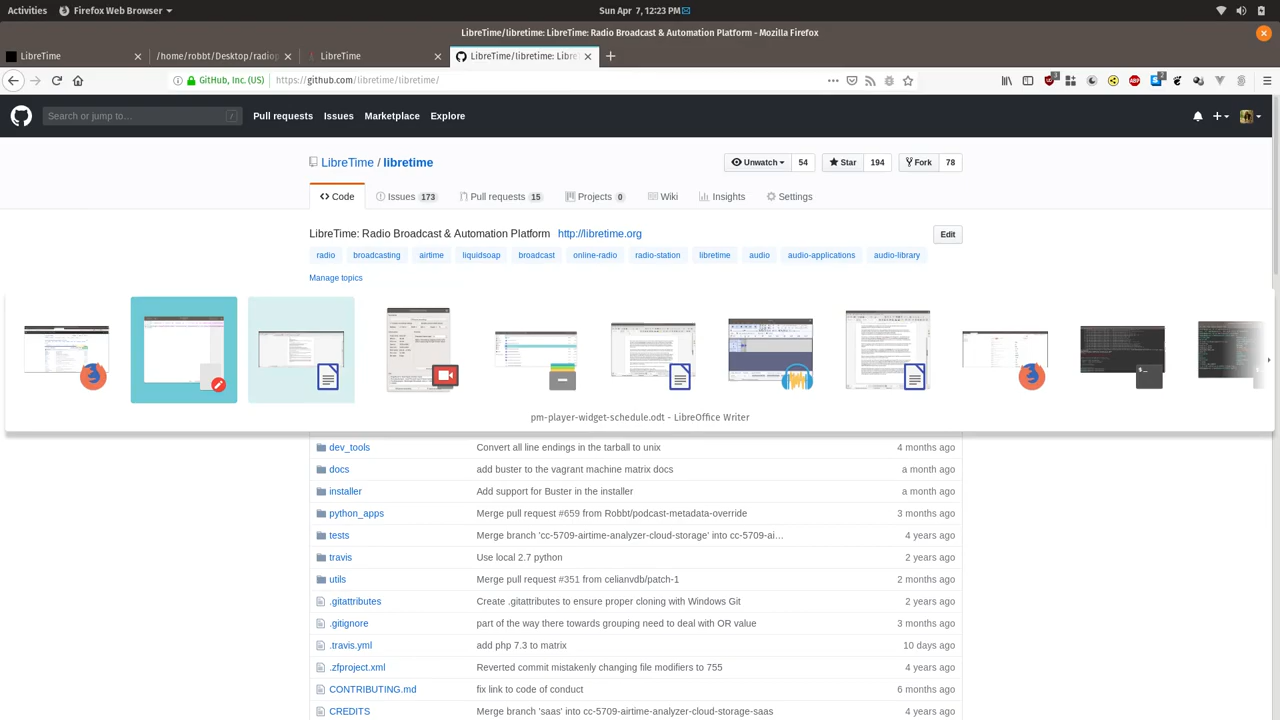 Activities Firefox Web Browser Sun Apr 7, 12:23 PM
LibreTime/libretime: LibreTime: Radio Broadcast & Automation Platform - Mozilla Firefox
LibreTime /home/robbt/Desktop/radiop LibreTime LibreTime/libretime: Libre
GitHub, Inc. (US) https://github.com/libretime/libretime/
Search or jump to… / Pull requests Issues Marketplace Explore
LibreTime / libretime Unwatch 54 Star 194 Fork 78
Code Issues 173 Pull requests 15 Projects 0 Wiki Insights Settings
LibreTime: Radio Broadcast & Automation Platform http://libretime.org Edit
radio broadcasting airtime liquidsoap broadcast online-radio radio-station libretime audio audio-applications audio-library
Manage topics
pm-player-widget-schedule.odt - LibreOffice Writer
dev_tools Convert all line endings in the tarball to unix 4 months ago
docs add buster to the vagrant machine matrix docs a month ago
installer Add support for Buster in the installer a month ago
python_apps Merge pull request #659 from Robbt/podcast-metadata-override 3 months ago
tests Merge branch 'cc-5709-airtime-analyzer-cloud-storage' into cc-5709-ai… 4 years ago
travis Use local 2.7 python 2 years ago
utils Merge pull request #351 from celianvdb/patch-1 2 months ago
.gitattributes Create .gitattributes to ensure proper cloning with Windows Git 2 years ago
.gitignore part of the way there towards grouping need to deal with OR value 3 months ago
.travis.yml add php 7.3 to matrix 10 days ago
.zfproject.xml Reverted commit mistakenly changing file modifiers to 755 4 years ago
CONTRIBUTING.md fix link to code of conduct 6 months ago
CREDITS Merge branch 'saas' into cc-5709-airtime-analyzer-cloud-storage-saas 4 years ago